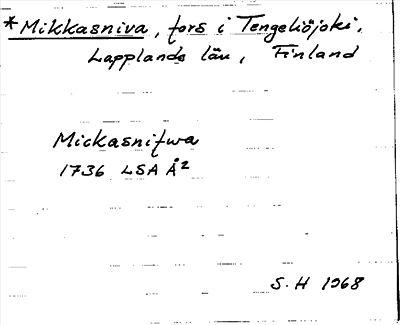 *Mikkasniva, fors i Tengeliöjoki,
Lapplands län, Finland
Mickasnifwa
1736 LSA Å2
S.H 1968